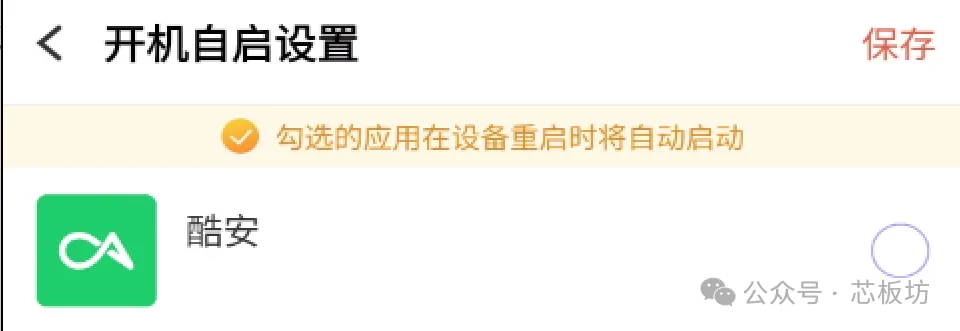 开机自启设置
保存
勾选的应用在设备重启时将自动启动
酷安
公众号·芯板坊